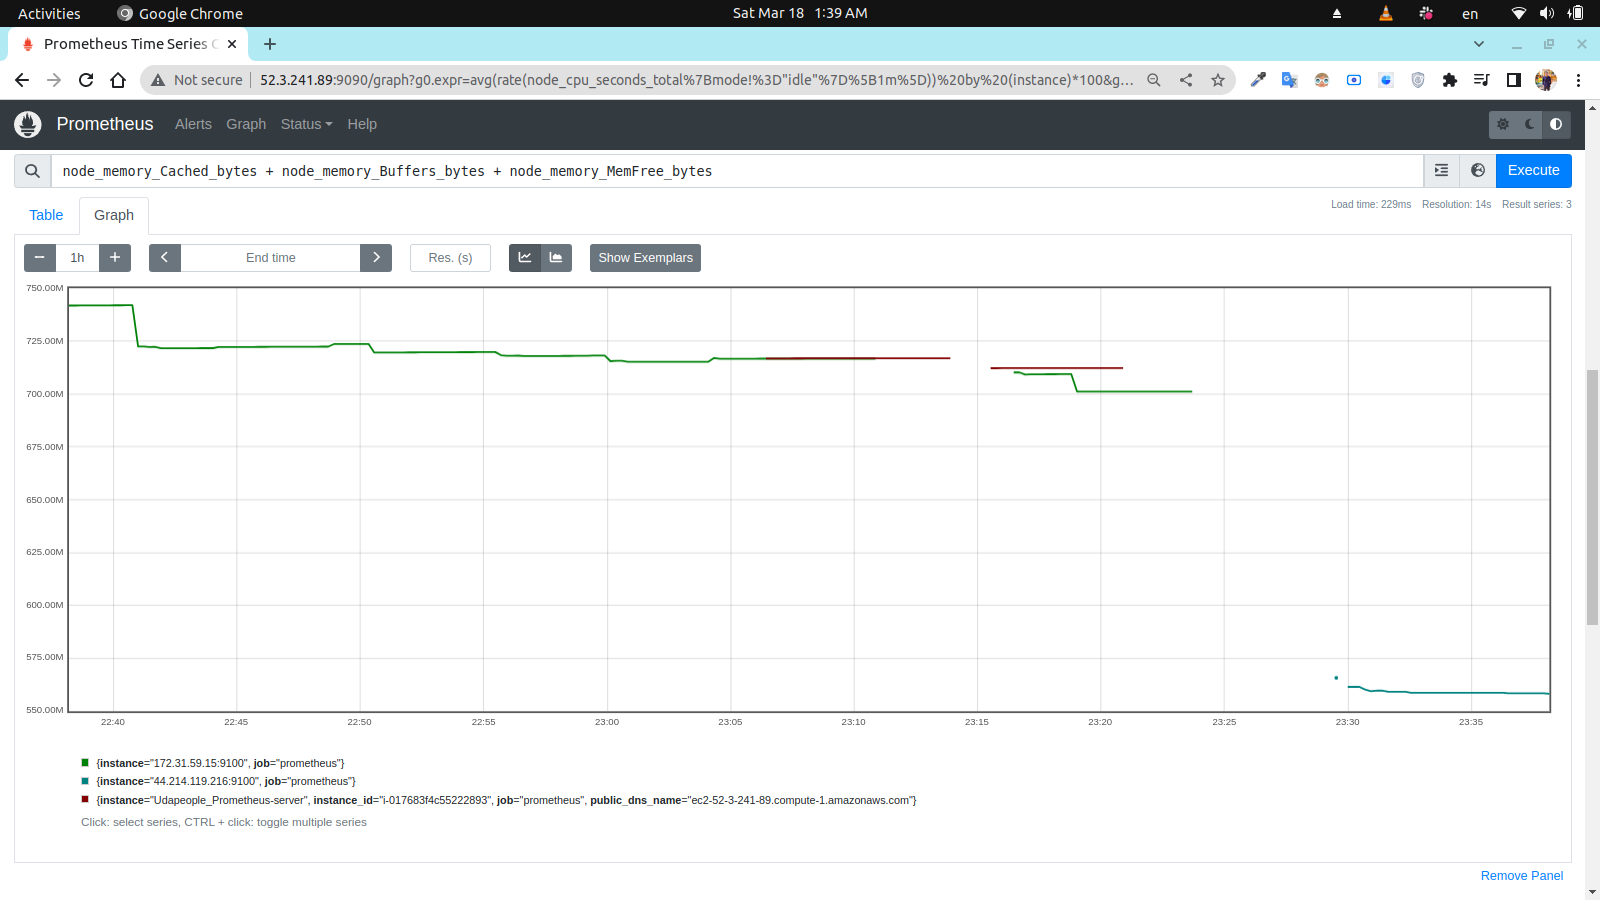 Activities Google Chrome Sat Mar 18 1:39 AM en
Prometheus Time Series C
Not secure 52.3.241.89:9090/graph?g0.expr=avg(rate(node_cpu_seconds_total%7Bmode!%3D"idle"%7D%5B1m%5D))%20by%20(instance)*100&g…
Prometheus Alerts Graph Status Help
node_memory_Cached_bytes + node_memory_Buffers_bytes + node_memory_MemFree_bytes Execute
Load time: 229ms Resolution: 14s Result series: 3
Table Graph
− 1h + End time Res. (s) Show Exemplars
750.00M
725.00M
700.00M
675.00M
650.00M
625.00M
600.00M
575.00M
550.00M
22:40 22:45 22:50 22:55 23:00 23:05 23:10 23:15 23:20 23:25 23:30 23:35
{instance="172.31.59.15:9100", job="prometheus"}
{instance="44.214.119.216:9100", job="prometheus"}
{instance="Udapeople_Prometheus-server", instance_id="i-017683f4c55222893", job="prometheus", public_dns_name="ec2-52-3-241-89.compute-1.amazonaws.com"}
Click: select series, CTRL + click: toggle multiple series
Remove Panel